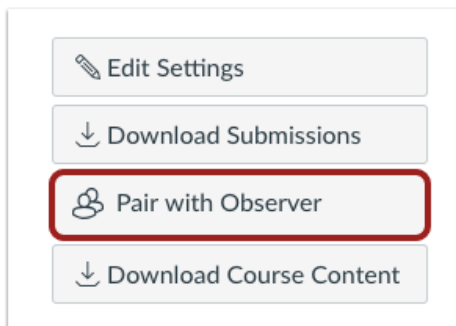 Edit Settings
Download Submissions
Pair with Observer
Download Course Content